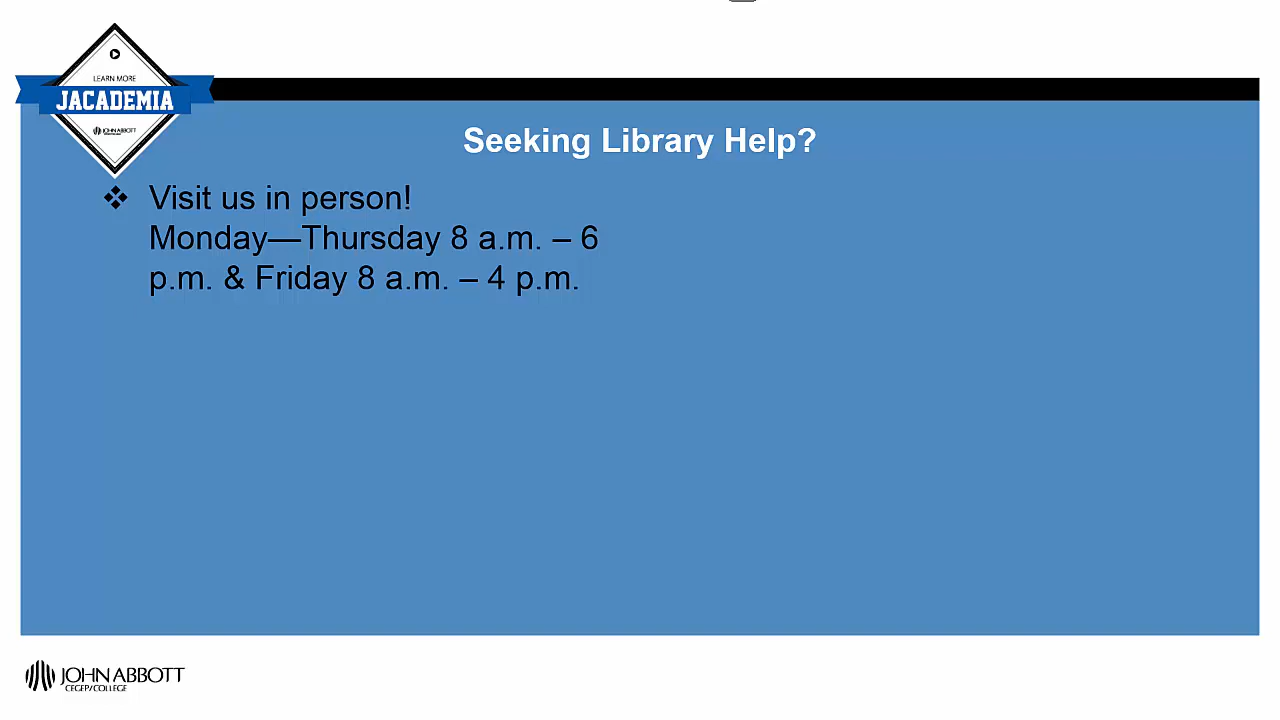 LEARN MORE
JACADEMIA
JOHN ABBOTT
Seeking Library Help?
❖ Visit us in person!
Monday—Thursday 8 a.m. – 6
p.m. & Friday 8 a.m. – 4 p.m.
JOHN ABBOTT
CEGEP/COLLEGE